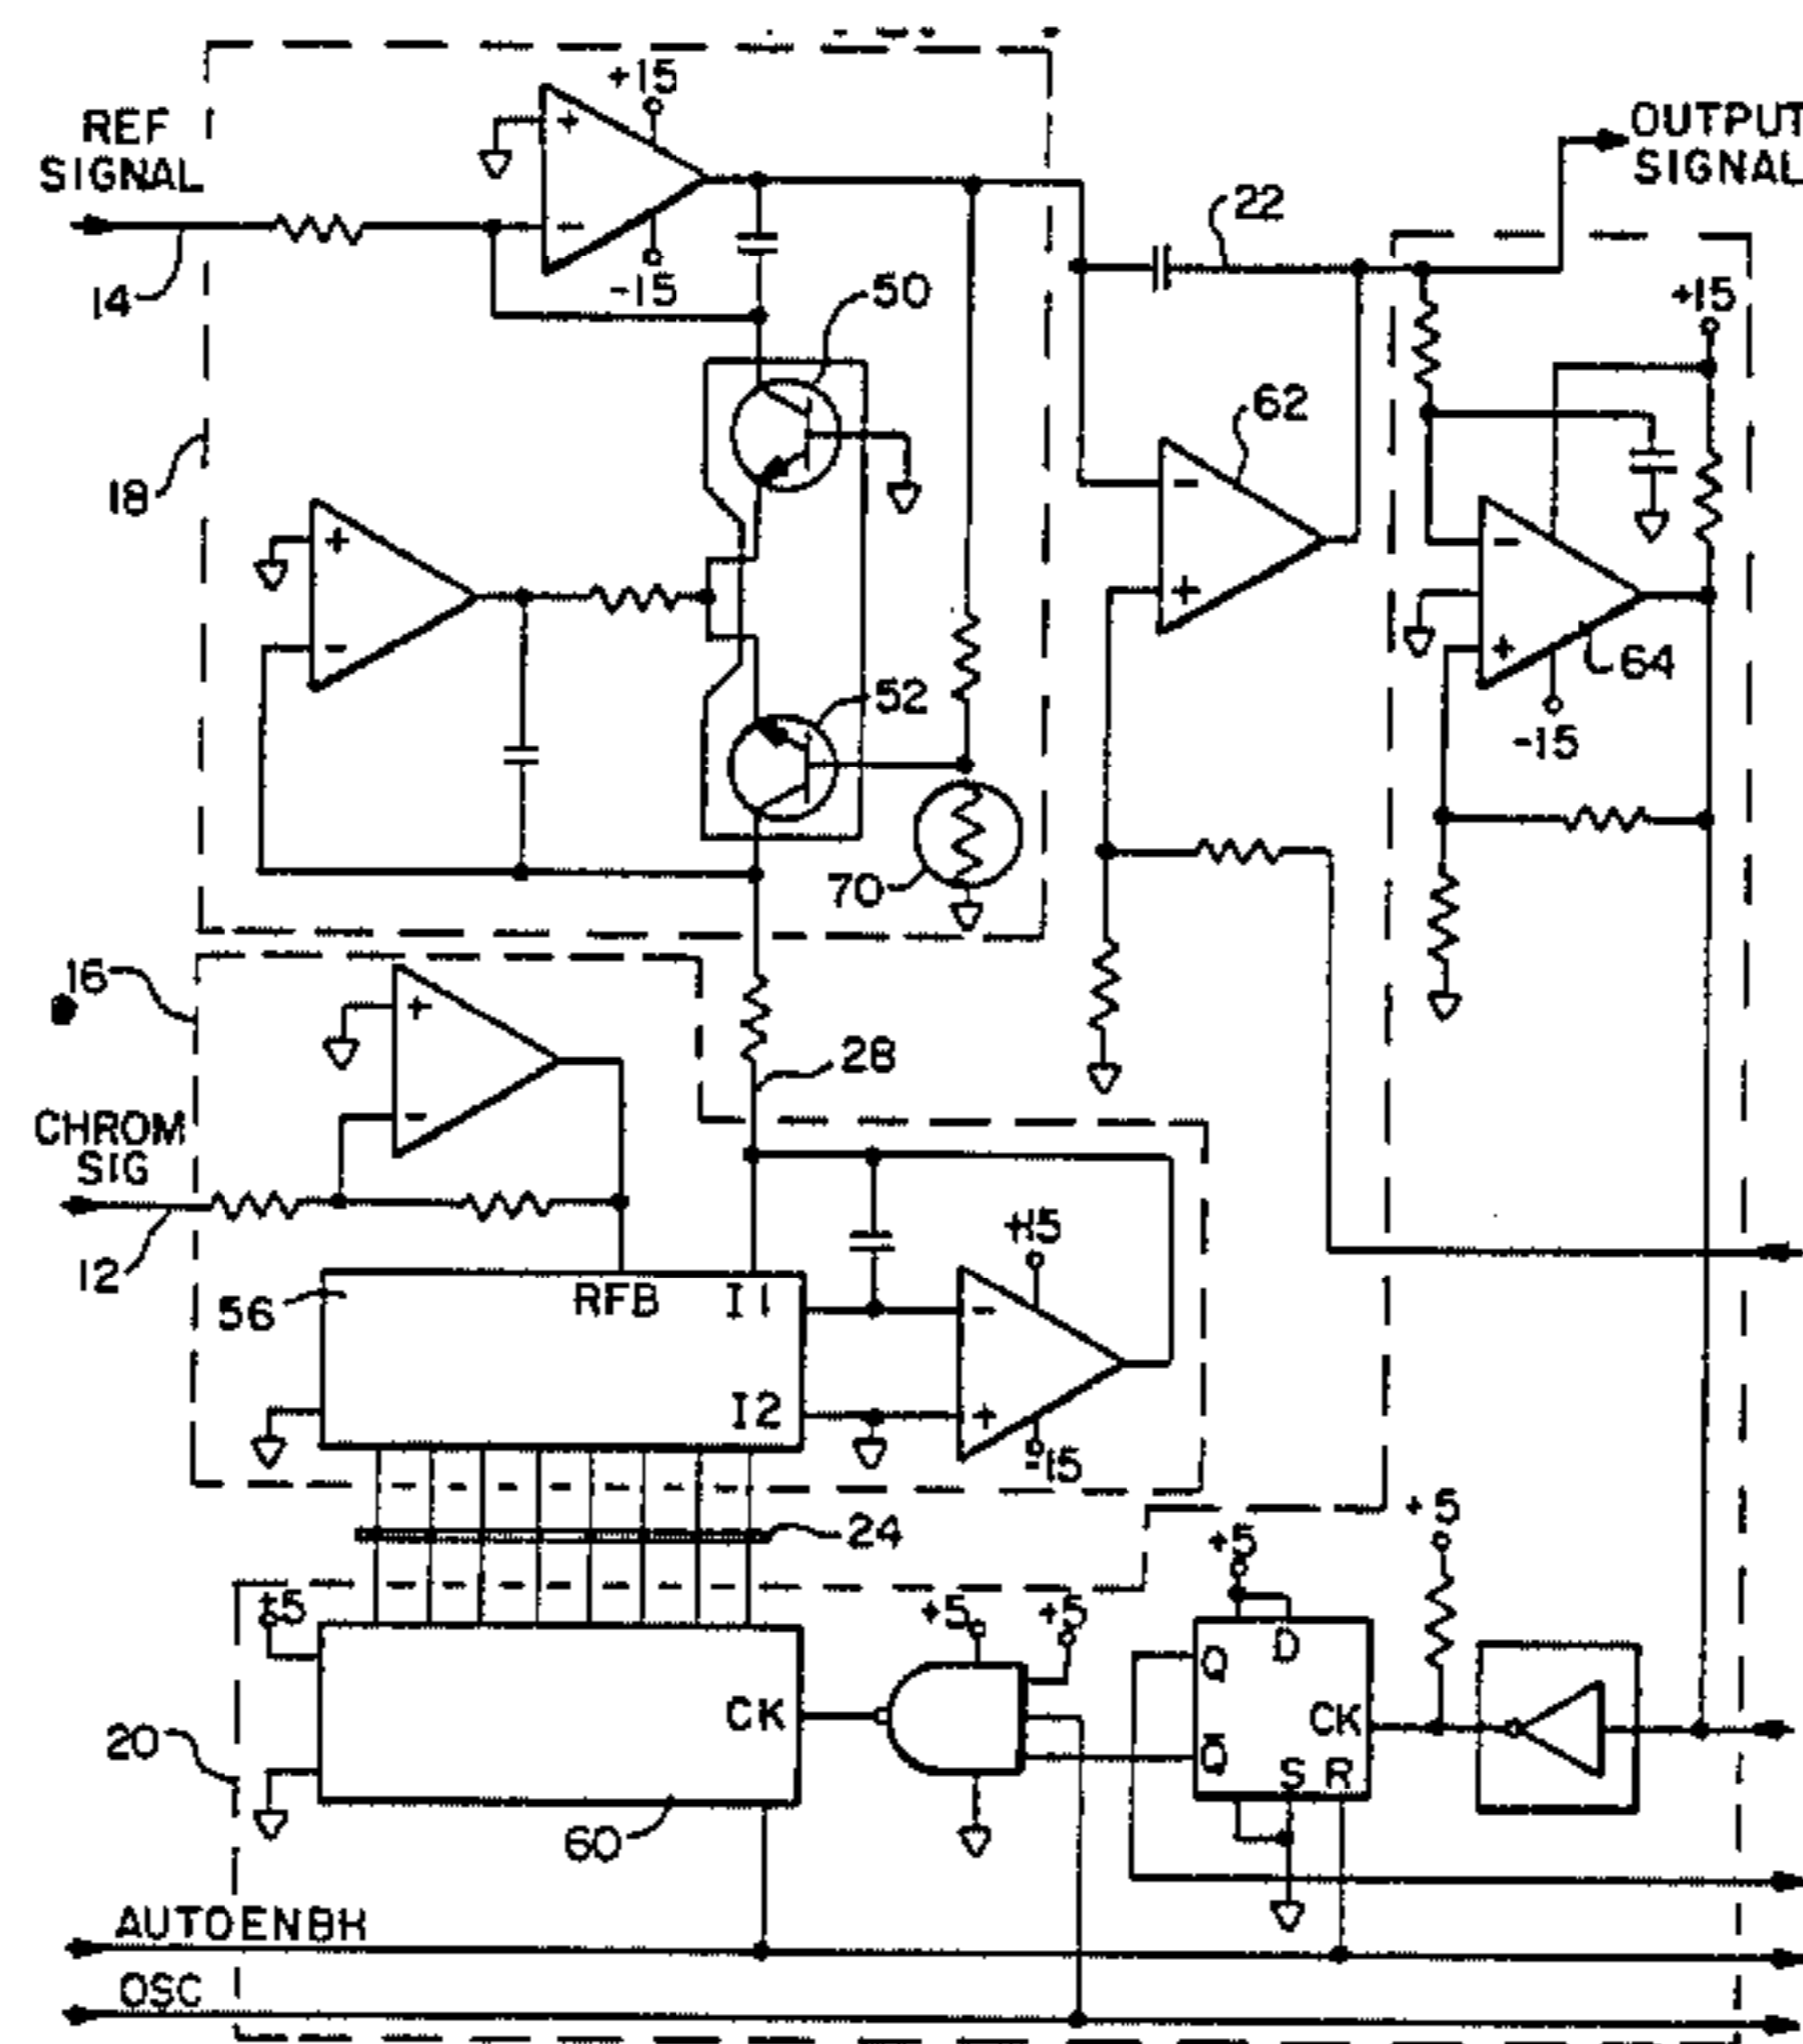 +15
REF
SIGNAL
+
-
-15
14
OUTPUT
SIGNAL
22
+15
50
62
18
+
-
-
+
-
+
64
-15
52
70
16
+
-
28
CHROM
SIG
12
+15
56
RFB
I1
-
I2
+
-15
24
+5
+5
+5
+5
+5
Q
D
CK
CK
Q̅
S
R
20
60
AUTOENBH
OSC